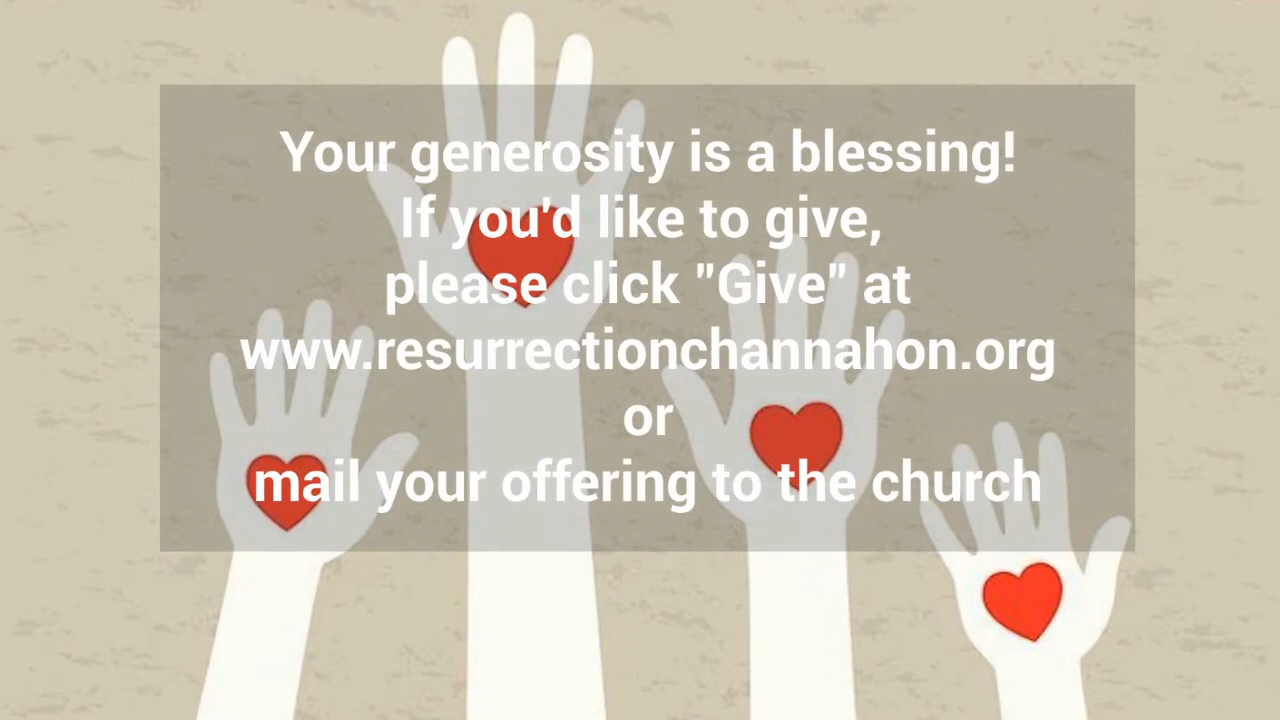 Your generosity is a blessing!
If you'd like to give,
please click "Give" at
www.resurrectionchannahon.org
or
mail your offering to the church